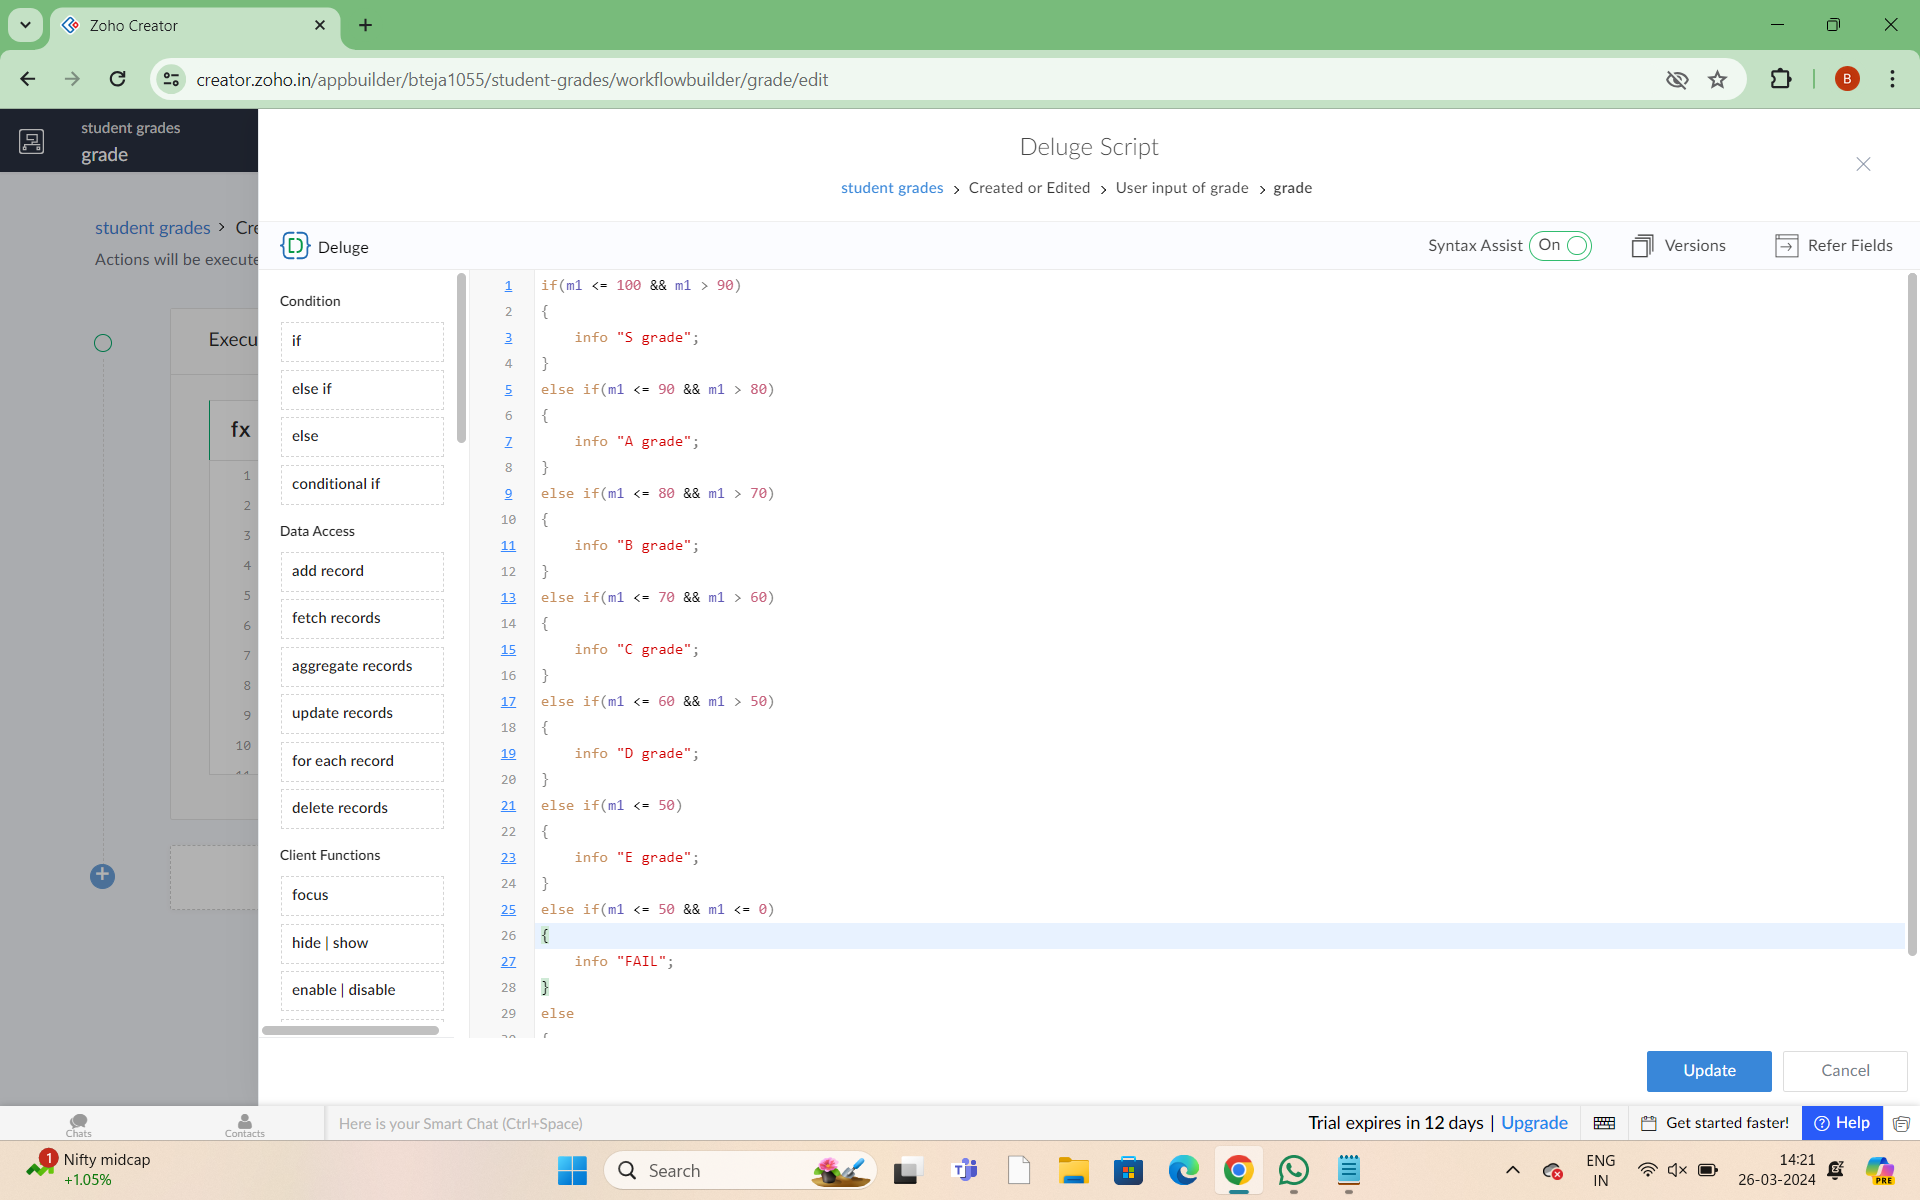 Zoho Creator
creator.zoho.in/appbuilder/bteja1055/student-grades/workflowbuilder/grade/edit
B
student grades
grade
Deluge Script
student grades > Created or Edited > User input of grade > grade
student grades > Cre
Actions will be execute
Execu
fx
1
2
3
4
5
6
7
8
9
10
Deluge
Syntax Assist On
Versions
Refer Fields
Condition
if
else if
else
conditional if
Data Access
add record
fetch records
aggregate records
update records
for each record
delete records
Client Functions
focus
hide | show
enable | disable
1 if(m1 <= 100 && m1 > 90)
2 {
3 info "S grade";
4 }
5 else if(m1 <= 90 && m1 > 80)
6 {
7 info "A grade";
8 }
9 else if(m1 <= 80 && m1 > 70)
10 {
11 info "B grade";
12 }
13 else if(m1 <= 70 && m1 > 60)
14 {
15 info "C grade";
16 }
17 else if(m1 <= 60 && m1 > 50)
18 {
19 info "D grade";
20 }
21 else if(m1 <= 50)
22 {
23 info "E grade";
24 }
25 else if(m1 <= 50 && m1 <= 0)
26 {
27 info "FAIL";
28 }
29 else
Update
Cancel
Chats
Contacts
Here is your Smart Chat (Ctrl+Space)
Trial expires in 12 days | Upgrade
Get started faster!
Help
1
Nifty midcap
+1.05%
Search
ENG
IN
14:21
26-03-2024
PRE